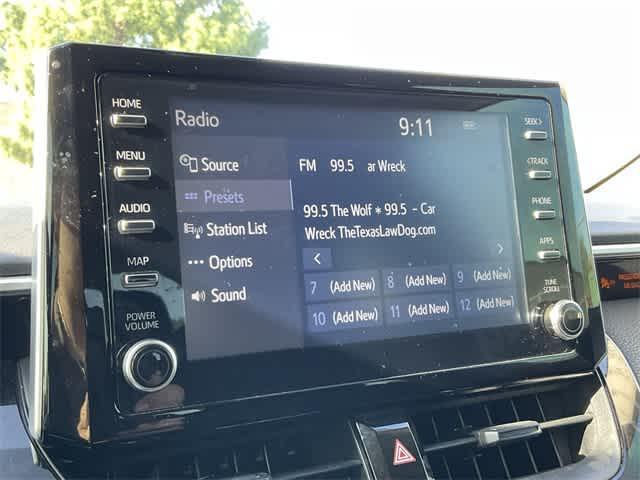 HOME
MENU
AUDIO
MAP
POWER
VOLUME
Radio
9:11
Source
Presets
Station List
Options
Sound
FM 99.5 ar Wreck
99.5 The Wolf * 99.5 - Car
Wreck TheTexasLawDog.com
< >
7 (Add New) 8 (Add New) 9 (Add New)
10 (Add New) 11 (Add New) 12 (Add New)
SEEK>
<TRACK
PHONE
APPS
TUNE
SCROLL